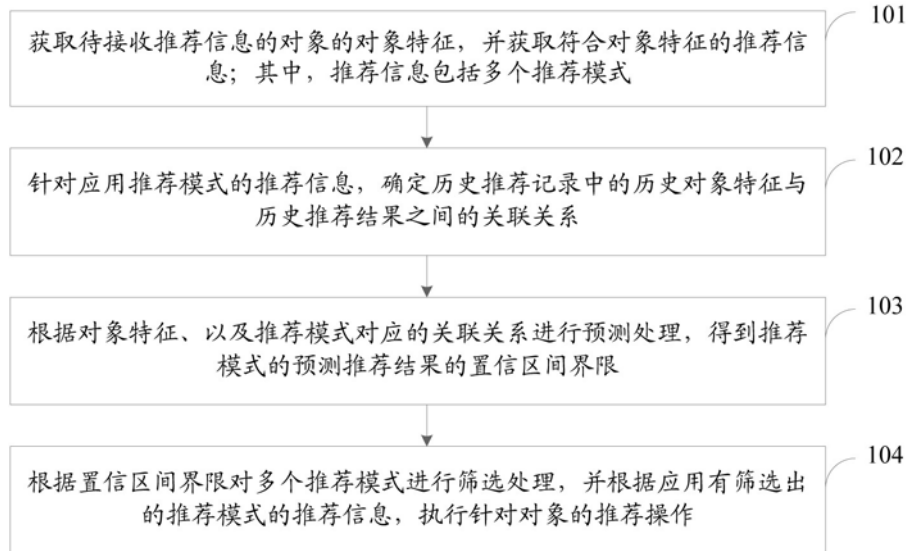 获取待接收推荐信息的对象的对象特征，并获取符合对象特征的推荐信
息；其中，推荐信息包括多个推荐模式
101
针对应用推荐模式的推荐信息，确定历史推荐记录中的历史对象特征与
历史推荐结果之间的关联关系
102
根据对象特征、以及推荐模式对应的关联关系进行预测处理，得到推荐
模式的预测推荐结果的置信区间界限
103
根据置信区间界限对多个推荐模式进行筛选处理，并根据应用有筛选出
的推荐模式的推荐信息，执行针对对象的推荐操作
104